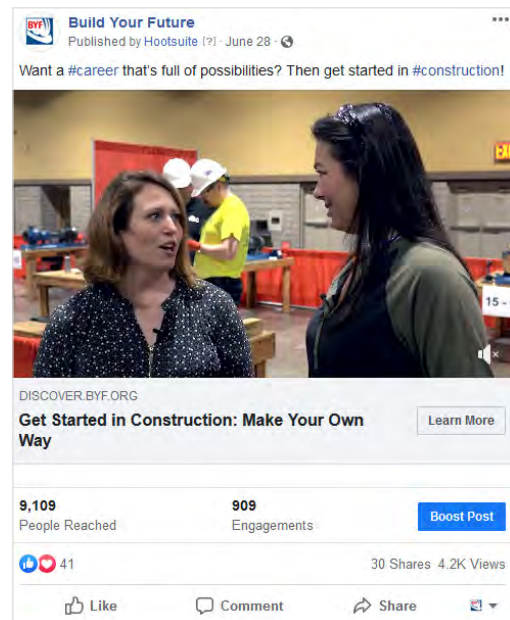 BYF
Build Your Future
Published by Hootsuite [?] · June 28 ·
Want a #career that's full of possibilities? Then get started in #construction!
EX
15 -
DISCOVER.BYF.ORG
Get Started in Construction: Make Your Own
Way
Learn More
9,109
People Reached
909
Engagements
Boost Post
41
30 Shares 4.2K Views
Like
Comment
Share